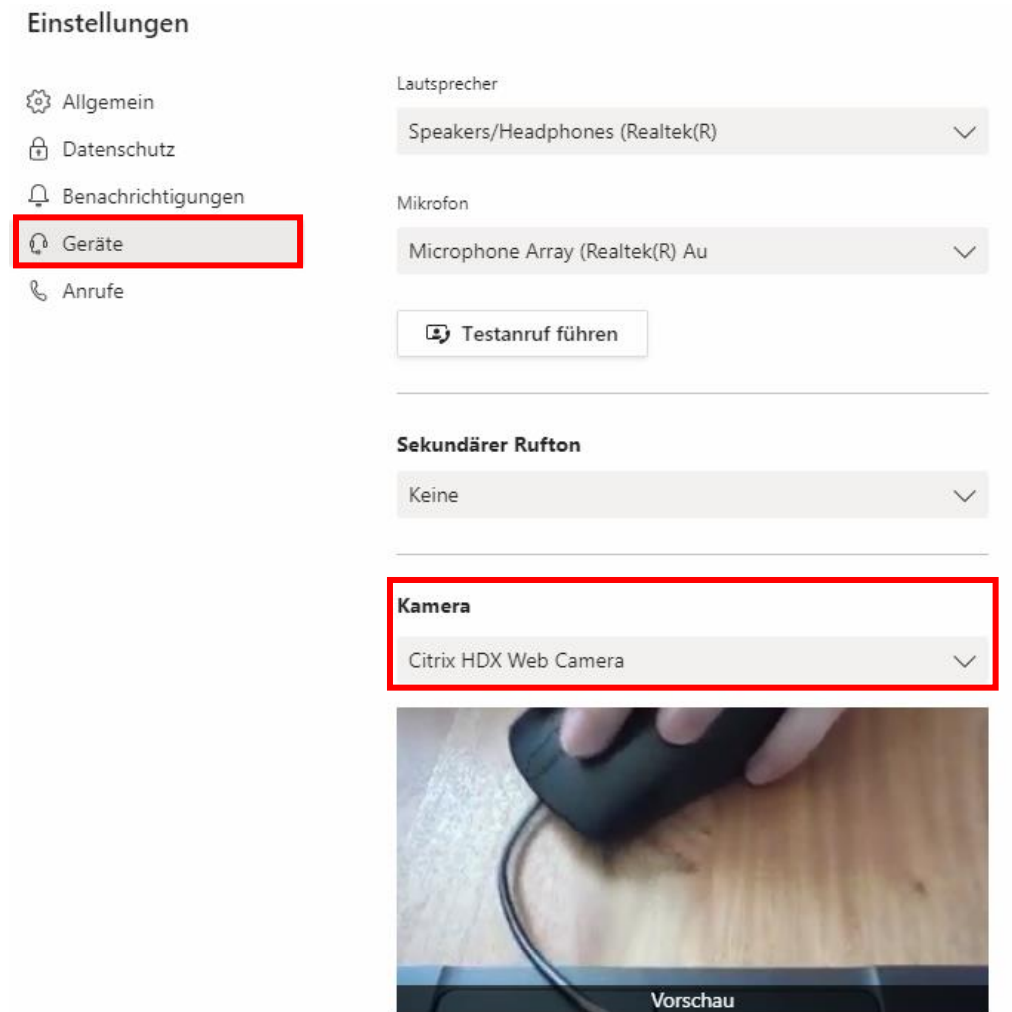 Einstellungen
Allgemein
Datenschutz
Benachrichtigungen
Geräte
Anrufe
Lautsprecher
Speakers/Headphones (Realtek(R)
Mikrofon
Microphone Array (Realtek(R) Au
Testanruf führen
Sekundärer Rufton
Keine
Kamera
Citrix HDX Web Camera
Vorschau